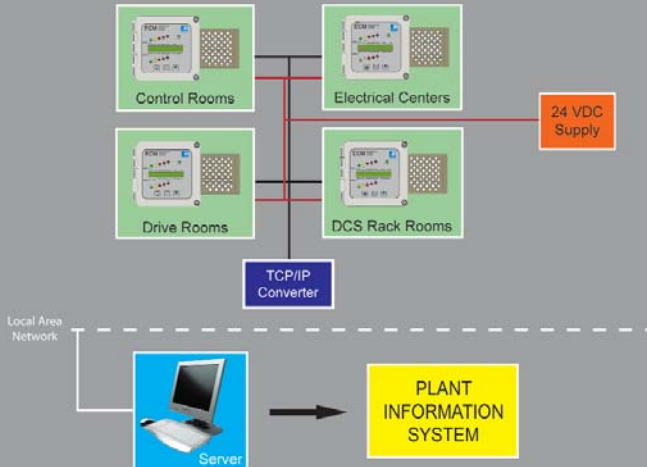 Control Rooms
Electrical Centers
24 VDC
Supply
Drive Rooms
DCS Rack Rooms
TCP/IP
Converter
Local Area
Network
Server
PLANT
INFORMATION
SYSTEM